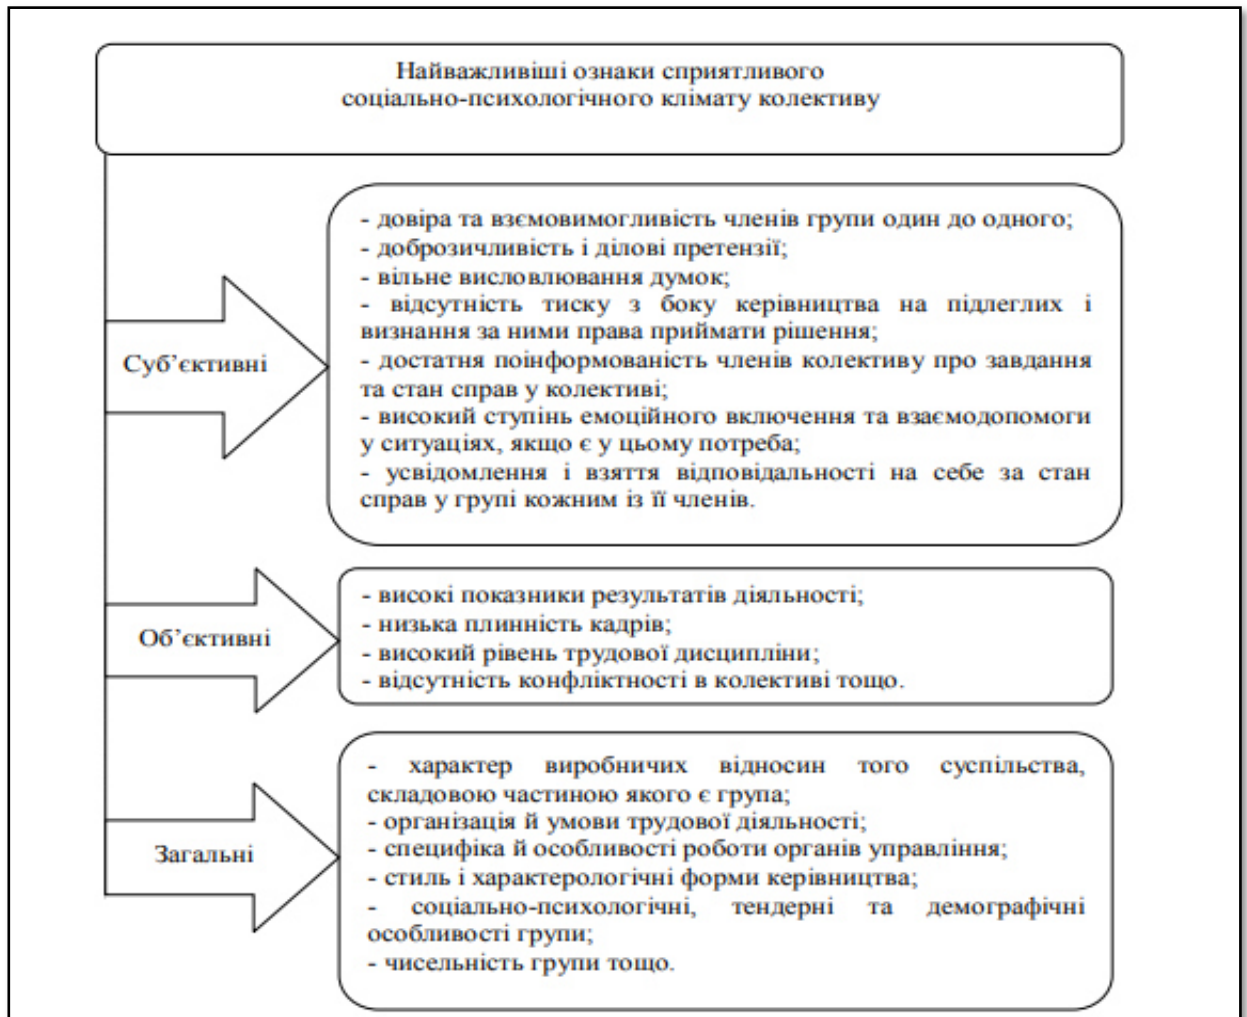 Найважливіші ознаки сприятливого
соціально-психологічного клімату колективу
- довіра та взємовимогливість членів групи один до одного;
- доброзичливість і ділові претензії;
- вільне висловлювання думок;
- відсутність тиску з боку керівництва на підлеглих і
визнання за ними права приймати рішення;
- достатня поінформованість членів колективу про завдання
та стан справ у колективі;
- високий ступінь емоційного включення та взаємодопомоги
у ситуаціях, якщо є у цьому потреба;
- усвідомлення і взяття відповідальності на себе за стан
справ у групі кожним із її членів.
Суб’єктивні
- високі показники результатів діяльності;
- низька плинність кадрів;
- високий рівень трудової дисципліни;
- відсутність конфліктності в колективі тощо.
Об’єктивні
- характер виробничих відносин того суспільства,
складовою частиною якого є група;
- організація й умови трудової діяльності;
- специфіка й особливості роботи органів управління;
- стиль і характерологічні форми керівництва;
- соціально-психологічні, тендерні та демографічні
особливості групи;
- чисельність групи тощо.
Загальні